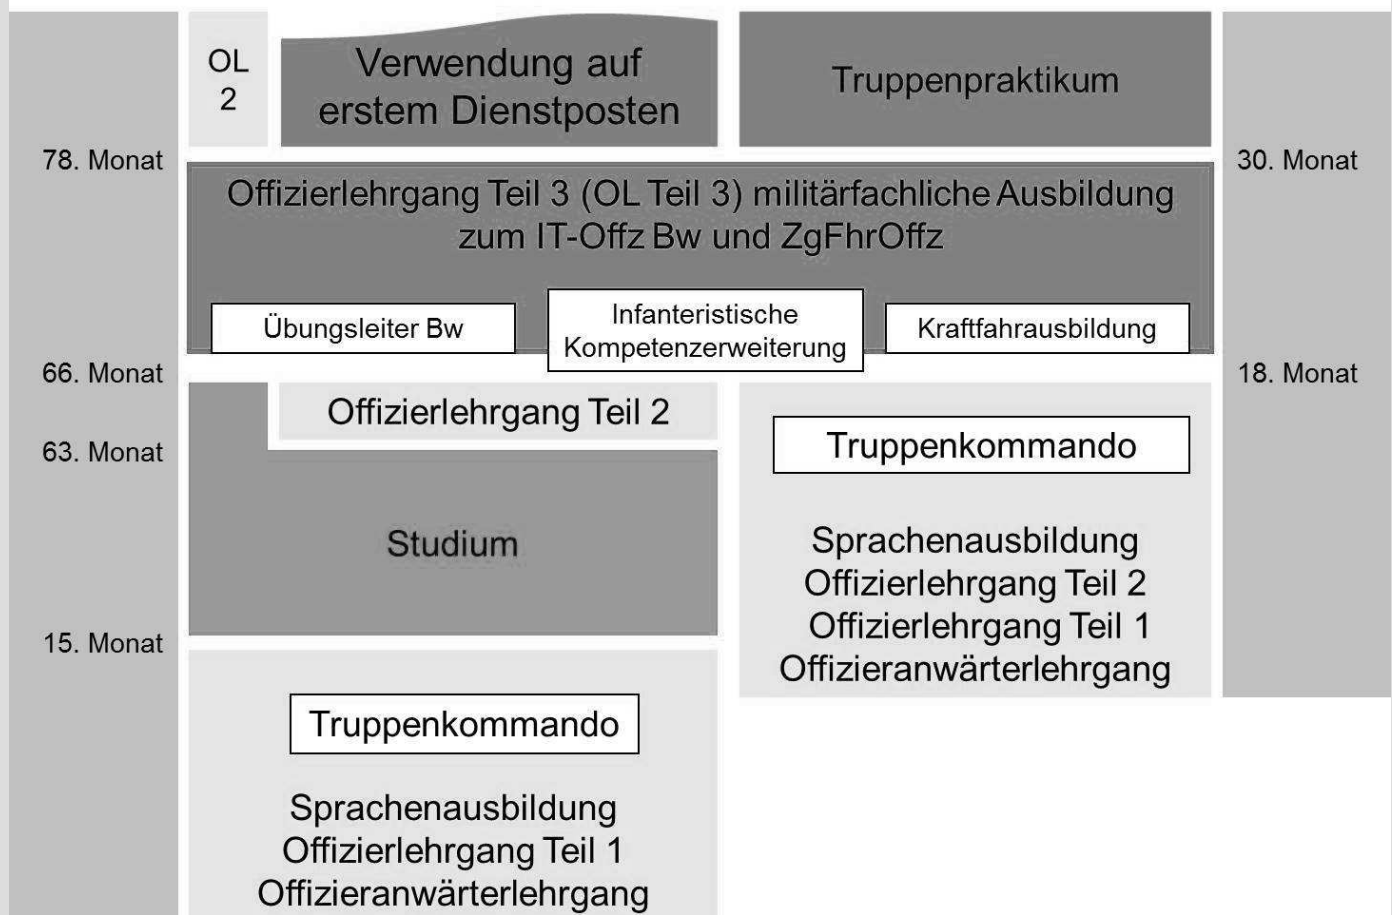 OL
2
Verwendung auf
erstem Dienstposten
Truppenpraktikum
78. Monat
30. Monat
Offizierlehrgang Teil 3 (OL Teil 3) militärfachliche Ausbildung
zum IT-Offz Bw und ZgFhrOffz
Übungsleiter Bw
Infanteristische
Kompetenzerweiterung
Kraftfahrausbildung
66. Monat
18. Monat
Offizierlehrgang Teil 2
63. Monat
Studium
15. Monat
Truppenkommando
Sprachenausbildung
Offizierlehrgang Teil 1
Offizieranwärterlehrgang
Truppenkommando
Sprachenausbildung
Offizierlehrgang Teil 2
Offizierlehrgang Teil 1
Offizieranwärterlehrgang